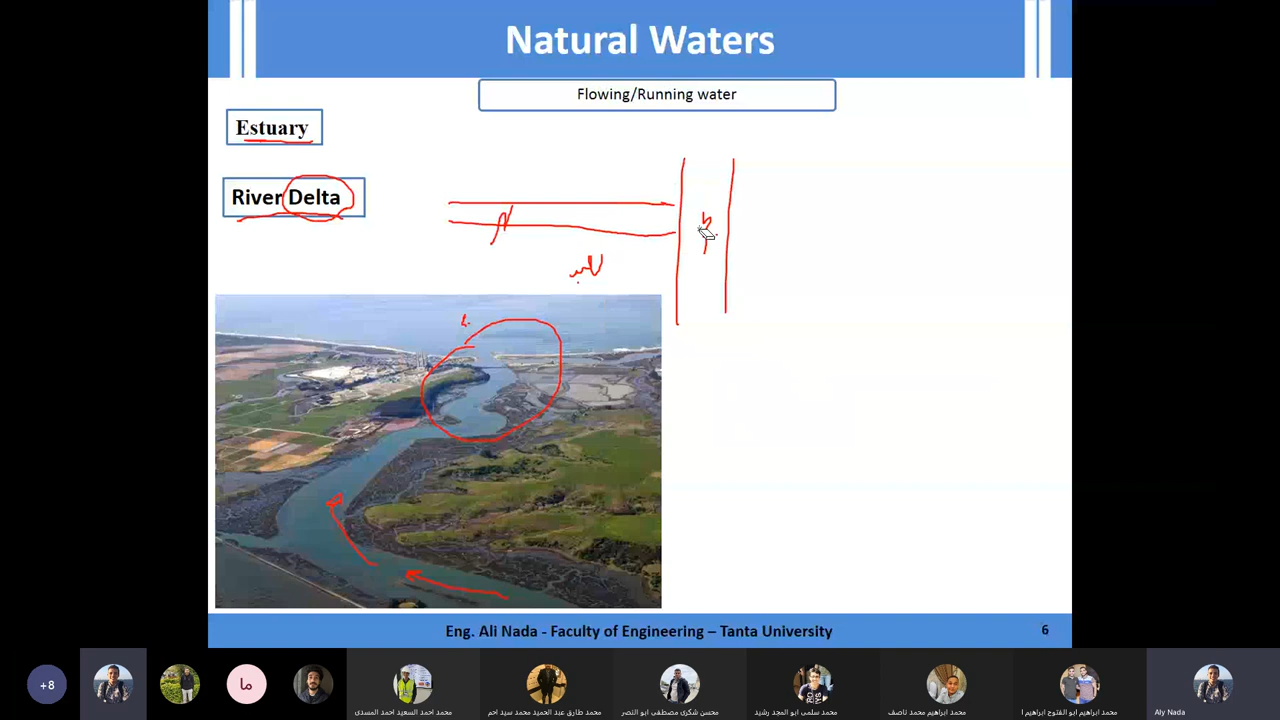 Natural Waters
Flowing/Running water
Estuary
River Delta
Eng. Ali Nada - Faculty of Engineering – Tanta University
6
+8
ما
محمد احمد السعيد احمد المسدى
محمد طارق عبد الحميد محمد سيد احم
محسن شكرى مصطفى ابو النصر
محمد سلمى ابو المجد رشيد
محمد ابراهيم محمد ناصف
محمد ابراهيم ابو الفتوح ابراهيم ا
Aly Nada